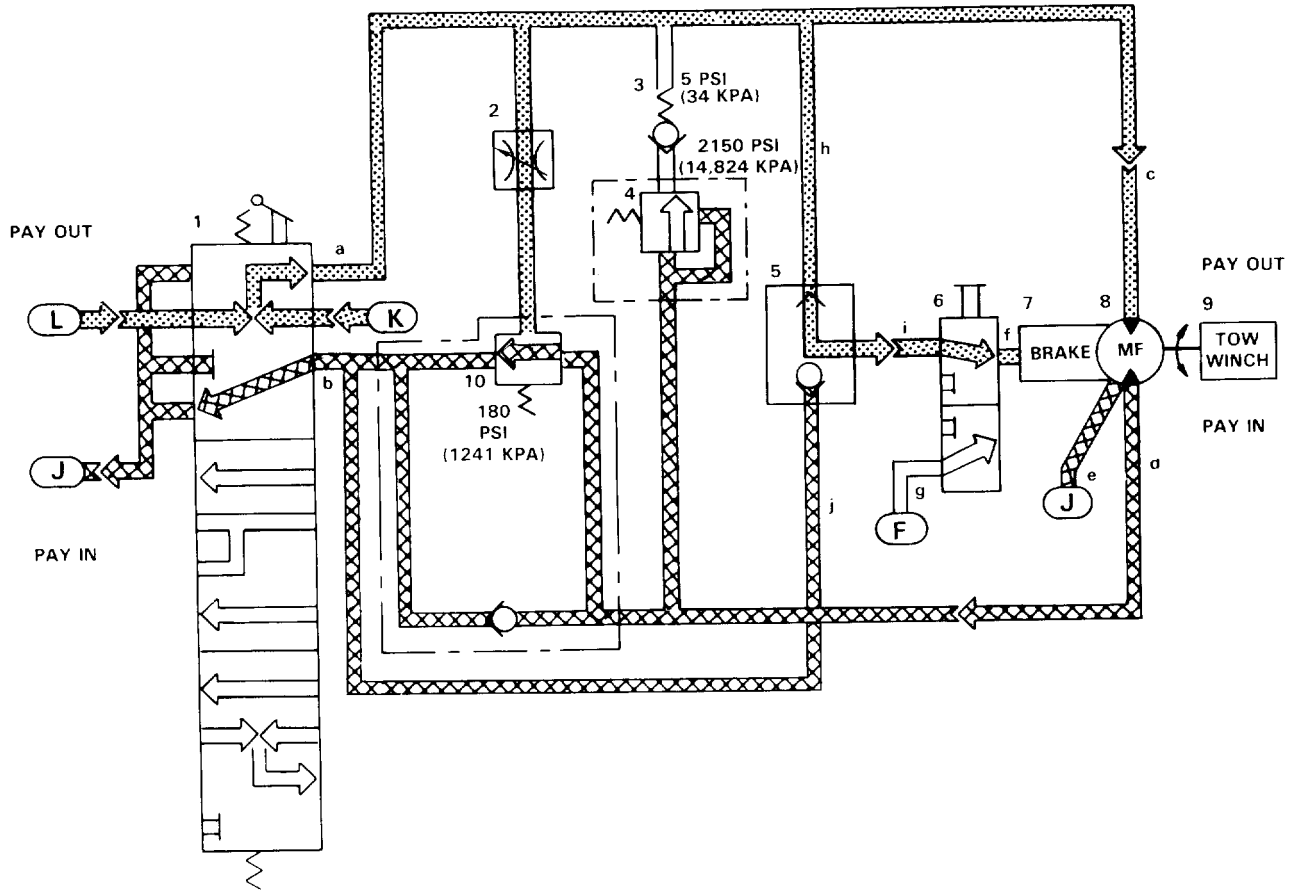 3
5 PSI
(34 KPA)
2
2150 PSI
(14,824 KPA)
h
c
4
1
PAY OUT
a
PAY OUT
5
6
7
8
9
L
K
i
f
BRAKE
MF
TOW
WINCH
b
10
180
PSI
(1241 KPA)
PAY IN
J
j
g
F
e
J
d
PAY IN